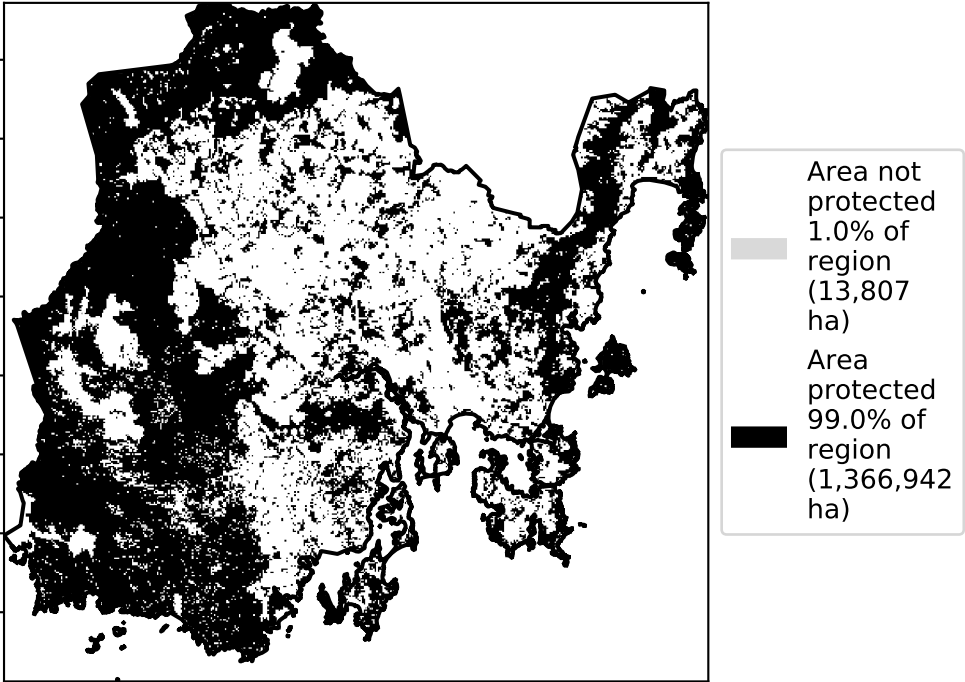 Area not
protected
1.0% of
region
(13,807
ha)
Area
protected
99.0% of
region
(1,366,942
ha)